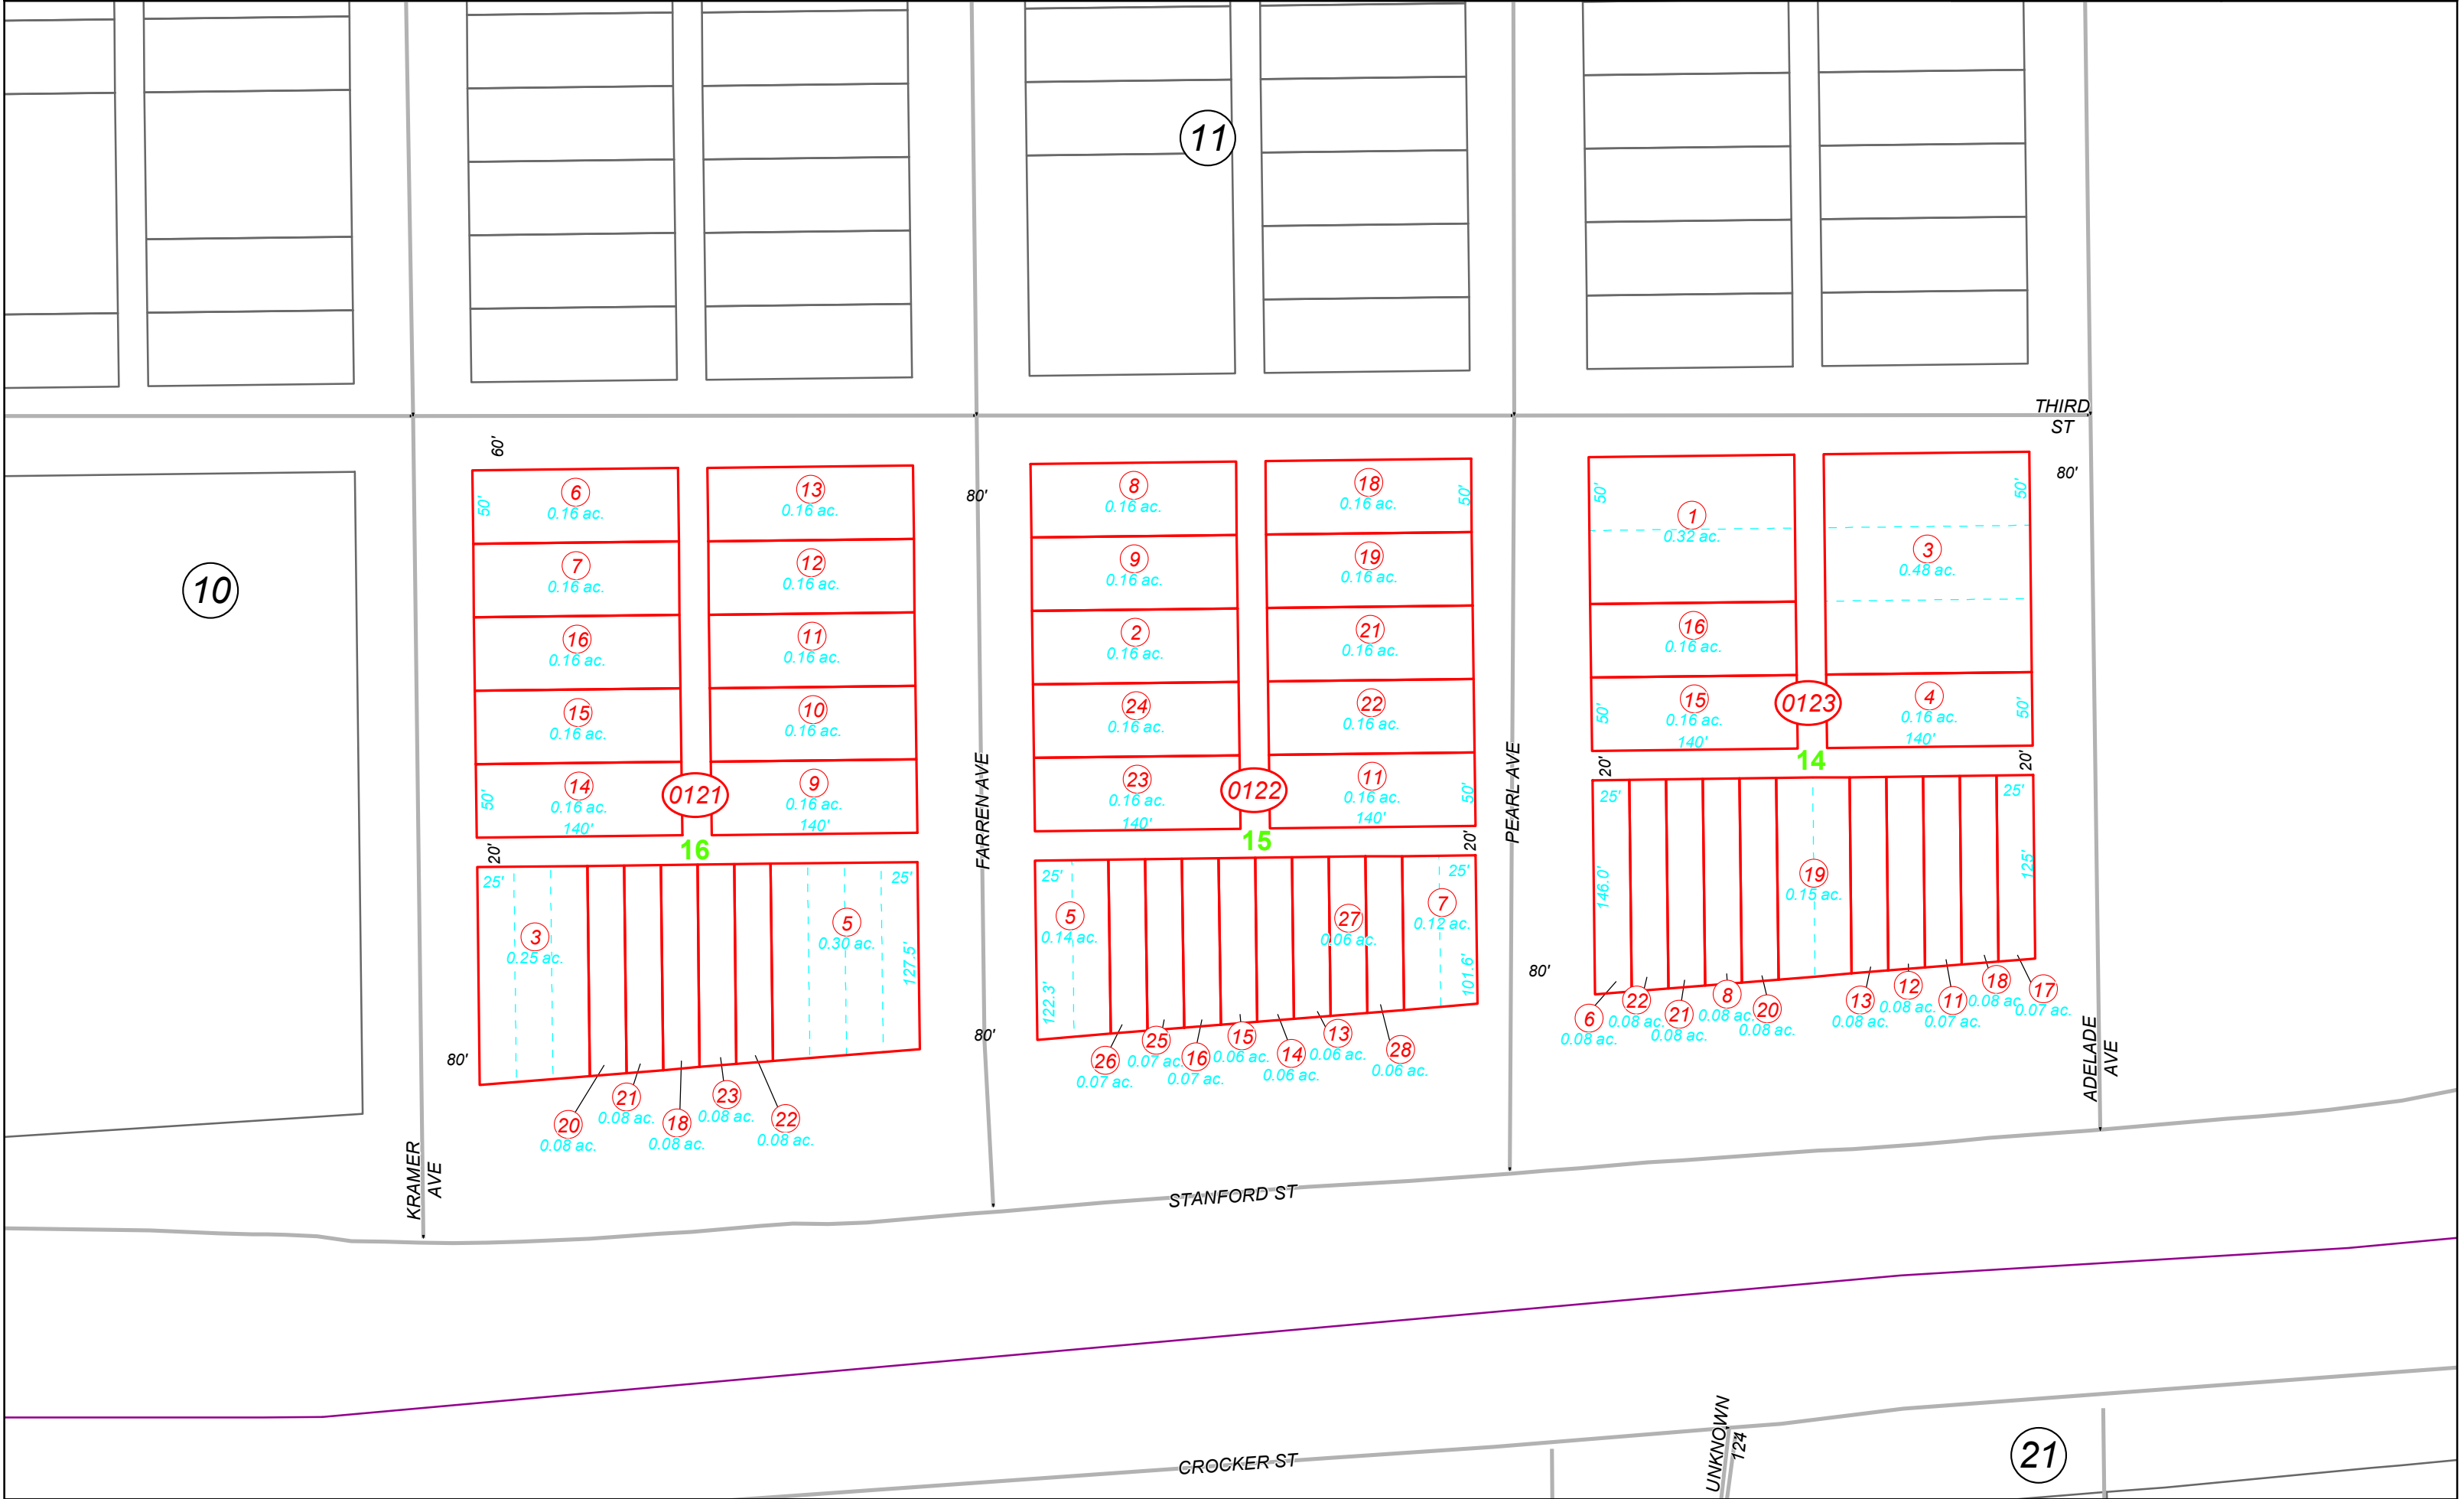 11
10
21
THIRD
ST
60'
80'
80'
50'
6
0.16 ac.
7
0.16 ac.
16
0.16 ac.
15
0.16 ac.
50'
14
0.16 ac.
140'
13
0.16 ac.
12
0.16 ac.
11
0.16 ac.
10
0.16 ac.
9
0.16 ac.
140'
0121
16
20'
25'
3
0.25 ac.
25'
5
0.30 ac.
127.5'
80'
20
0.08 ac.
21
0.08 ac.
18
0.08 ac.
23
0.08 ac.
22
0.08 ac.
KRAMER
AVE
FARREN AVE
80'
8
0.16 ac.
9
0.16 ac.
2
0.16 ac.
24
0.16 ac.
23
0.16 ac.
140'
18
0.16 ac.
50'
19
0.16 ac.
21
0.16 ac.
22
0.16 ac.
11
0.16 ac.
50'
140'
0122
15
20'
25'
5
0.14 ac.
122.3'
27
0.06 ac.
25'
7
0.12 ac.
101.6'
26
0.07 ac.
25
0.07 ac.
16
0.07 ac.
15
0.06 ac.
14
0.06 ac.
13
0.06 ac.
28
0.06 ac.
PEARL AVE
80'
50'
1
0.32 ac.
16
0.16 ac.
50'
15
0.16 ac.
140'
50'
3
0.48 ac.
4
0.16 ac.
50'
140'
0123
14
20'
20'
25'
146.0'
19
0.15 ac.
25'
125'
6
0.08 ac.
22
0.08 ac.
21
0.08 ac.
8
0.08 ac.
20
0.08 ac.
13
0.08 ac.
12
0.08 ac.
11
0.07 ac.
18
0.08 ac.
17
0.07 ac.
ADELADE
AVE
STANFORD ST
CROCKER ST
UNKNOWN
124